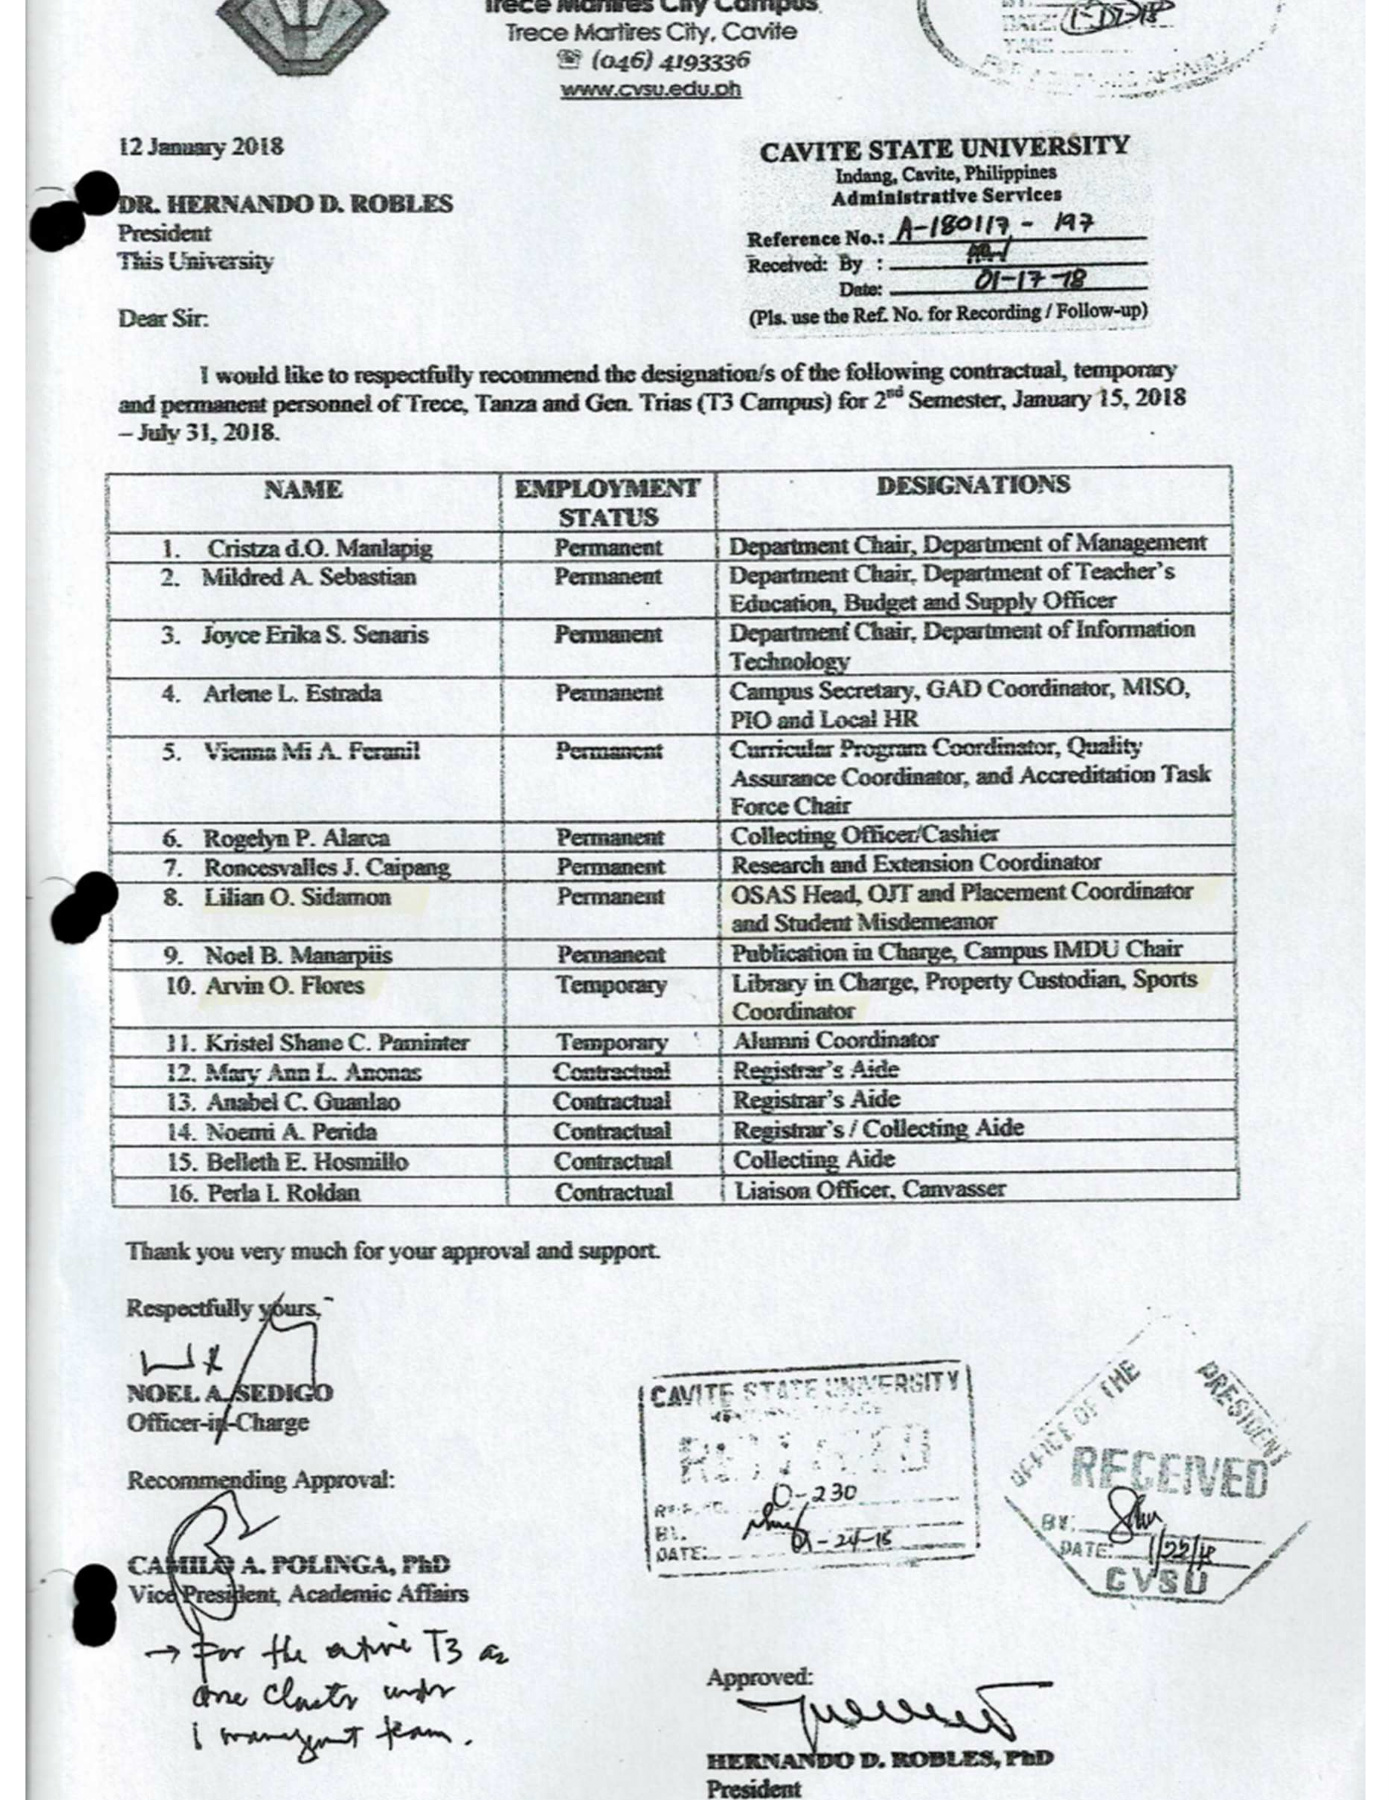 Trece Martires City Campus
Trece Martires City, Cavite
☏ (046) 4193336
www.cvsu.edu.ph
DATE: 1-17-18
12 January 2018
CAVITE STATE UNIVERSITY
Indang, Cavite, Philippines
Administrative Services
Reference No.: A-180117 - 197
Received: By :
Date: 01-17-18
(Pls. use the Ref. No. for Recording / Follow-up)
DR. HERNANDO D. ROBLES
President
This University
Dear Sir:
I would like to respectfully recommend the designation/s of the following contractual, temporary
and permanent personnel of Trece, Tanza and Gen. Trias (T3 Campus) for 2nd Semester, January 15, 2018
– July 31, 2018.
NAME EMPLOYMENT STATUS DESIGNATIONS
1. Cristza d.O. Manlapig Permanent Department Chair, Department of Management
2. Mildred A. Sebastian Permanent Department Chair, Department of Teacher's
Education, Budget and Supply Officer
3. Joyce Erika S. Senaris Permanent Department Chair, Department of Information
Technology
4. Arlene L. Estrada Permanent Campus Secretary, GAD Coordinator, MISO,
PIO and Local HR
5. Vienna Mi A. Feranil Permanent Curricular Program Coordinator, Quality
Assurance Coordinator, and Accreditation Task
Force Chair
6. Rogelyn P. Alarca Permanent Collecting Officer/Cashier
7. Roncesvalles J. Caipang Permanent Research and Extension Coordinator
8. Lilian O. Sidamon Permanent OSAS Head, OJT and Placement Coordinator
and Student Misdemeanor
9. Noel B. Manarpiis Permanent Publication in Charge, Campus IMDU Chair
10. Arvin O. Flores Temporary Library in Charge, Property Custodian, Sports
Coordinator
11. Kristel Shane C. Paminter Temporary Alumni Coordinator
12. Mary Ann L. Anonas Contractual Registrar's Aide
13. Anabel C. Guanlao Contractual Registrar's Aide
14. Noemi A. Perida Contractual Registrar's / Collecting Aide
15. Belleth E. Hosmillo Contractual Collecting Aide
16. Perla I. Roldan Contractual Liaison Officer, Canvasser
Thank you very much for your approval and support.
Respectfully yours,
NOEL A. SEDIGO
Officer-in-Charge
Recommending Approval:
CAMILO A. POLINGA, PhD
Vice President, Academic Affairs
→ For the entire T3 as
one cluster under
1 management team.
CAVITE STATE UNIVERSITY
RECEIVED
O-230
BY:
DATE: 01-24-18
OFFICE OF THE PRESIDENT
RECEIVED
BY:
DATE: 1/22/18
CVSU
Approved:
HERNANDO D. ROBLES, PhD
President